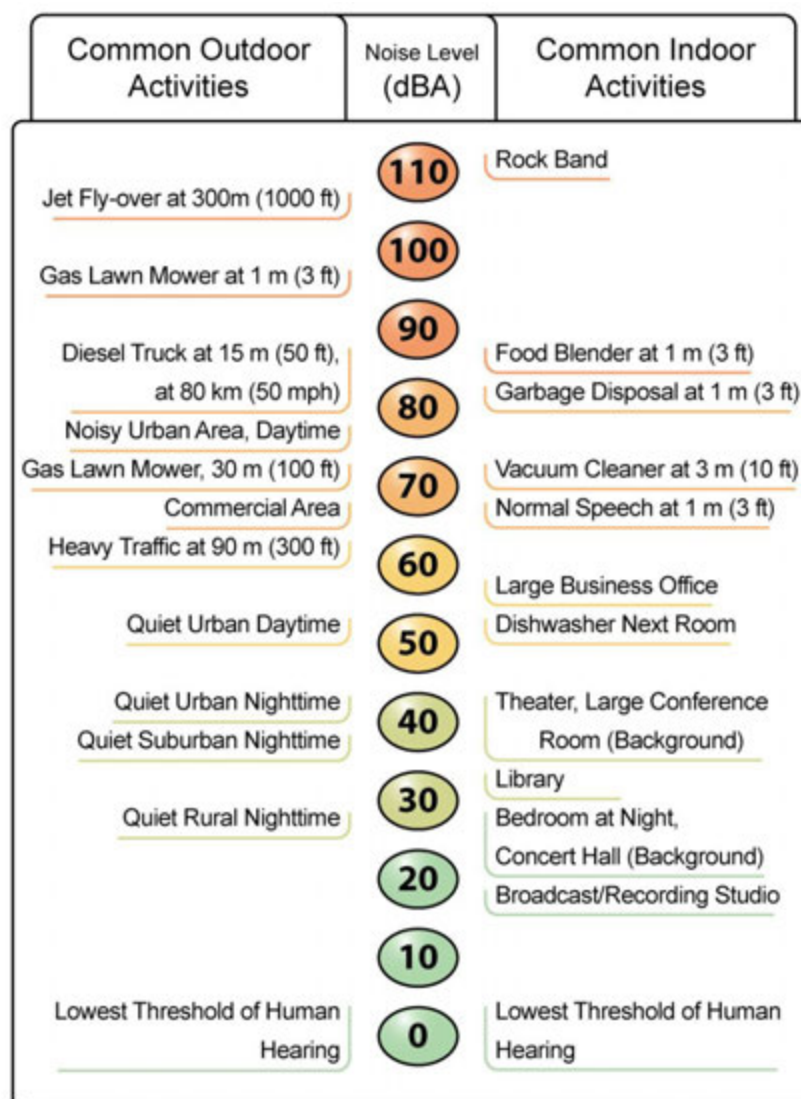 Common Outdoor
Activities
Noise Level
(dBA)
Common Indoor
Activities
110
Rock Band
Jet Fly-over at 300m (1000 ft)
100
Gas Lawn Mower at 1 m (3 ft)
90
Diesel Truck at 15 m (50 ft),
at 80 km (50 mph)
Food Blender at 1 m (3 ft)
80
Garbage Disposal at 1 m (3 ft)
Noisy Urban Area, Daytime
Gas Lawn Mower, 30 m (100 ft)
70
Vacuum Cleaner at 3 m (10 ft)
Commercial Area
Normal Speech at 1 m (3 ft)
Heavy Traffic at 90 m (300 ft)
60
Large Business Office
Quiet Urban Daytime
50
Dishwasher Next Room
Quiet Urban Nighttime
40
Theater, Large Conference
Room (Background)
Quiet Suburban Nighttime
Library
30
Quiet Rural Nighttime
Bedroom at Night,
Concert Hall (Background)
20
Broadcast/Recording Studio
10
Lowest Threshold of Human
Hearing
0
Lowest Threshold of Human
Hearing